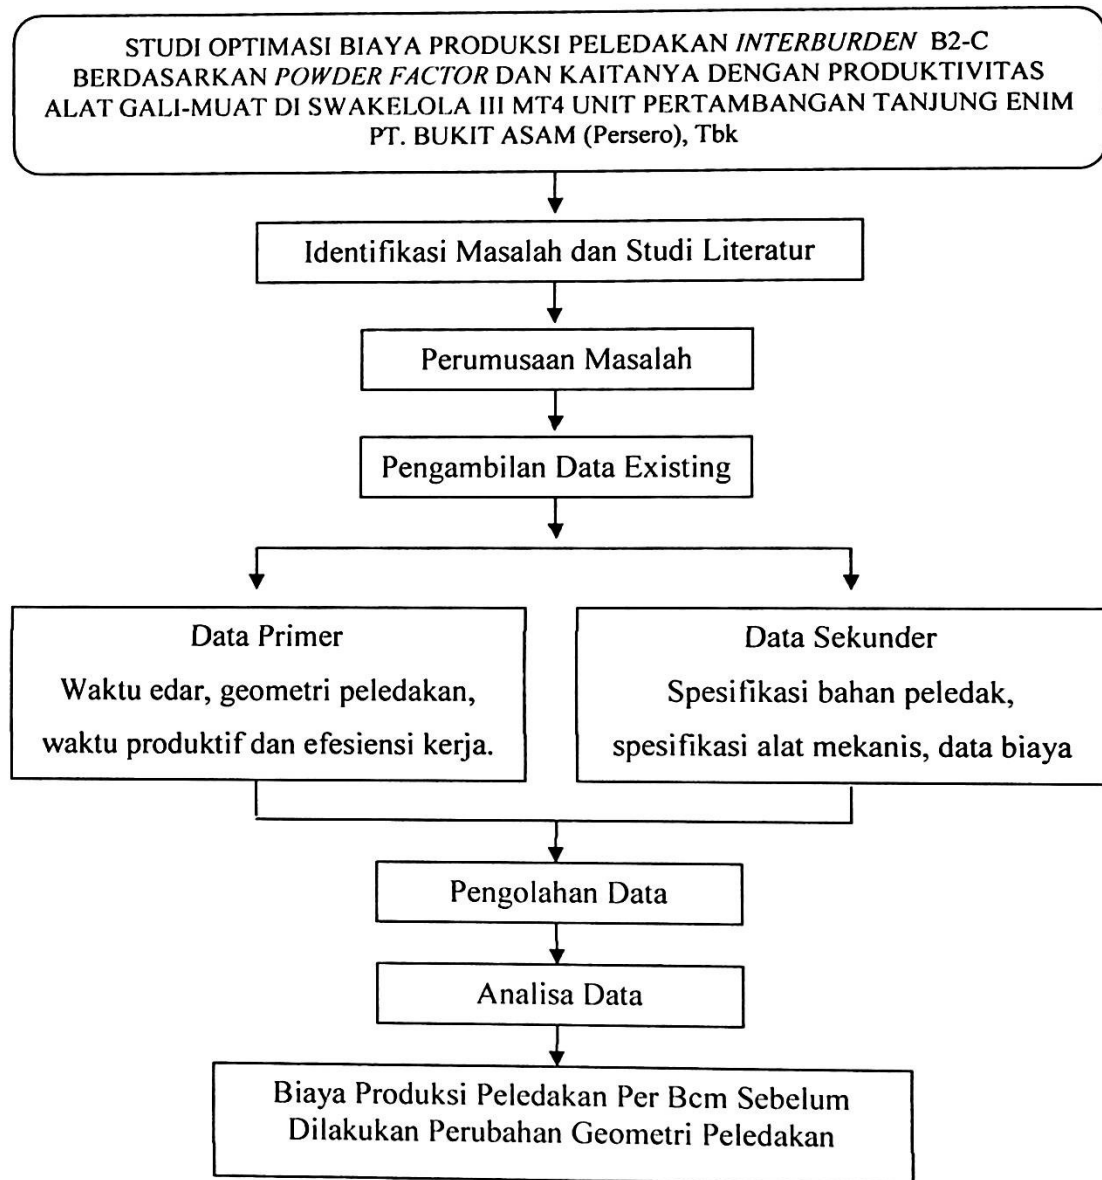 STUDI OPTIMASI BIAYA PRODUKSI PELEDAKAN INTERBURDEN B2-C
BERDASARKAN POWDER FACTOR DAN KAITANYA DENGAN PRODUKTIVITAS
ALAT GALI-MUAT DI SWAKELOLA III MT4 UNIT PERTAMBANGAN TANJUNG ENIM
PT. BUKIT ASAM (Persero), Tbk
Identifikasi Masalah dan Studi Literatur
Perumusaan Masalah
Pengambilan Data Existing
Data Primer
Waktu edar, geometri peledakan,
waktu produktif dan efesiensi kerja.
Data Sekunder
Spesifikasi bahan peledak,
spesifikasi alat mekanis, data biaya
Pengolahan Data
Analisa Data
Biaya Produksi Peledakan Per Bcm Sebelum
Dilakukan Perubahan Geometri Peledakan